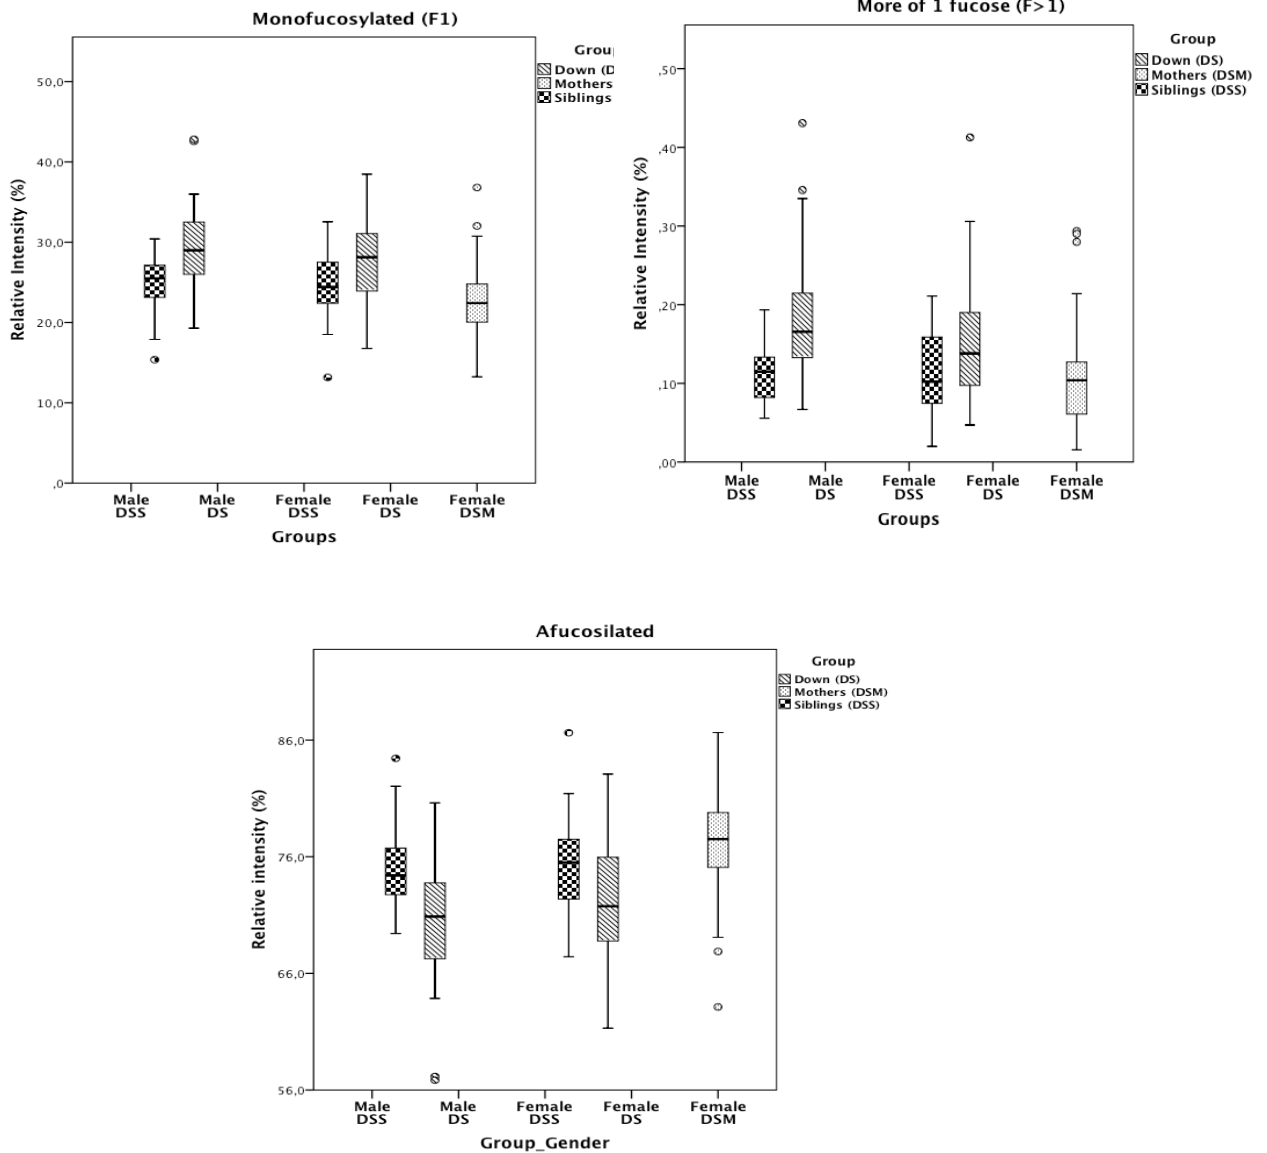 Monofucosylated (F1)
Relative Intensity (%)
50,0
40,0
30,0
20,0
10,0
,0
Male DSS
Male DS
Female DSS
Female DS
Female DSM
Groups
Down (D
Mothers
Siblings
More of 1 fucose (F>1)
Relative Intensity (%)
,50
,40
,30
,20
,10
,00
Male DSS
Male DS
Female DSS
Female DS
Female DSM
Groups
Group
Down (DS)
Mothers (DSM)
Siblings (DSS)
Afucosilated
Relative intensity (%)
86,0
76,0
66,0
56,0
Male DSS
Male DS
Female DSS
Female DS
Female DSM
Group_Gender
Group
Down (DS)
Mothers (DSM)
Siblings (DSS)